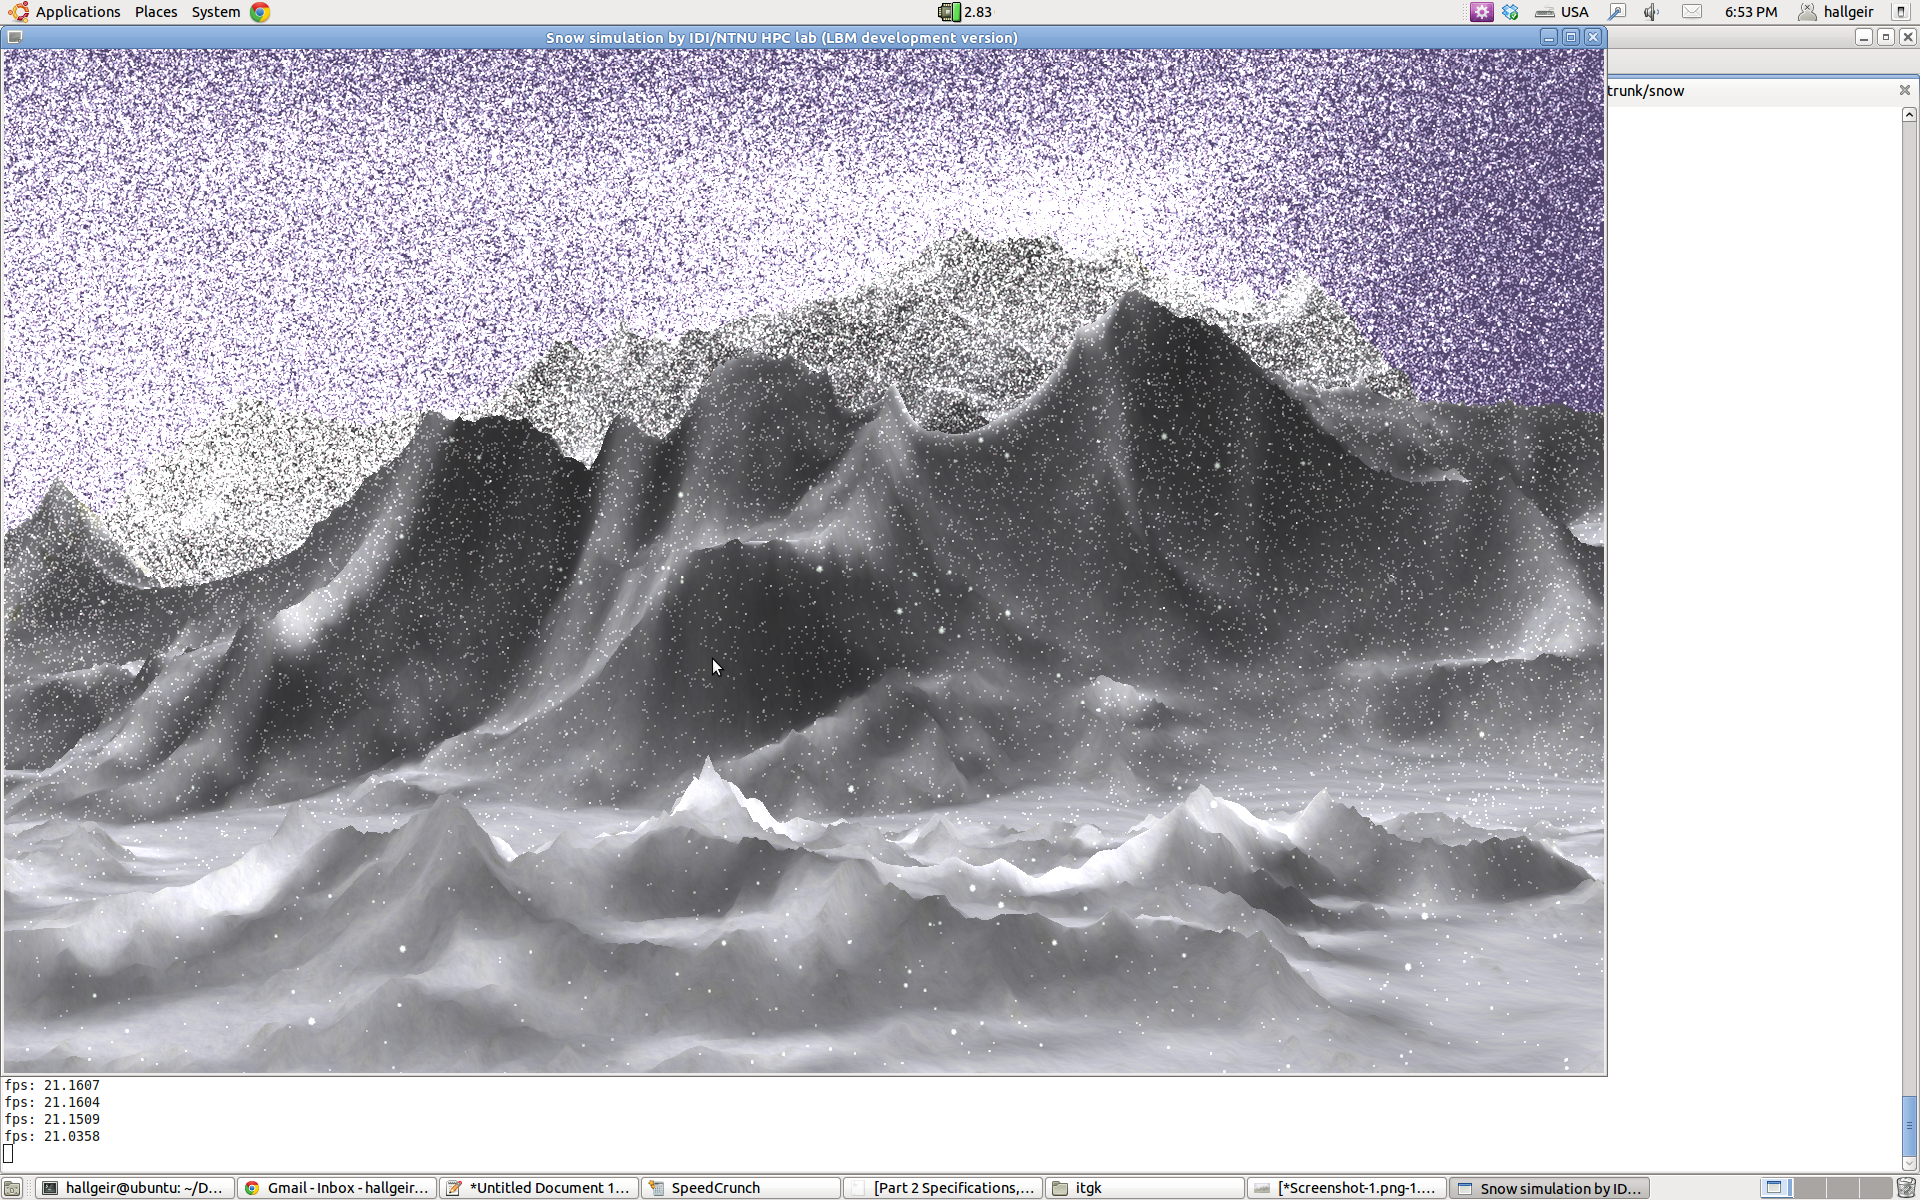 Applications Places System 2.83 USA 6:53 PM hallgeir
Snow simulation by IDI/NTNU HPC lab (LBM development version)
trunk/snow
fps: 21.1607
fps: 21.1604
fps: 21.1509
fps: 21.0358
hallgeir@ubuntu: ~/D... Gmail - Inbox - hallgeir... *Untitled Document 1... SpeedCrunch [Part 2 Specifications,... itgk [*Screenshot-1.png-1.... Snow simulation by ID...